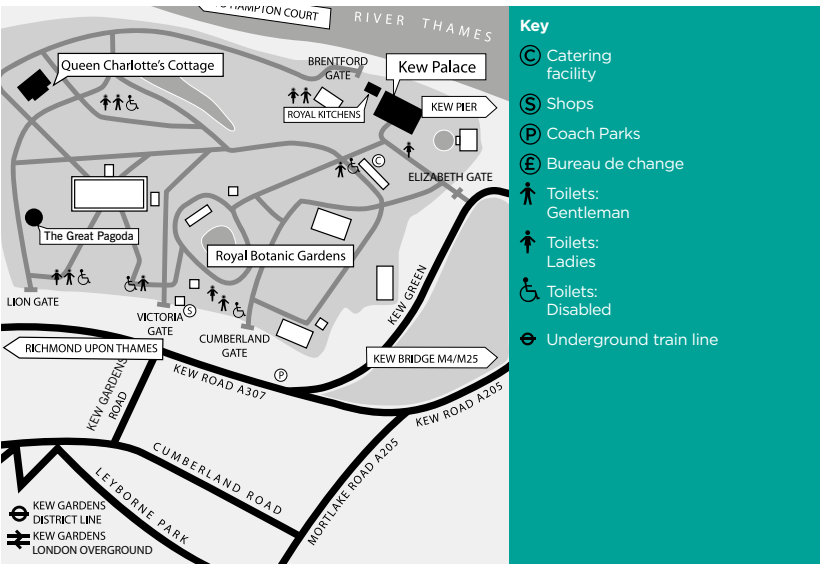 TO HAMPTON COURT
RIVER THAMES
Queen Charlotte's Cottage
BRENTFORD
GATE
Kew Palace
ROYAL KITCHENS
KEW PIER
C
ELIZABETH GATE
The Great Pagoda
Royal Botanic Gardens
LION GATE
VICTORIA
GATE
S
CUMBERLAND
GATE
KEW GREEN
RICHMOND UPON THAMES
P
KEW BRIDGE M4/M25
KEW ROAD A307
KEW ROAD A205
KEW GARDENS
ROAD
CUMBERLAND ROAD
MORTLAKE ROAD A205
LEYBORNE PARK
KEW GARDENS
DISTRICT LINE
KEW GARDENS
LONDON OVERGROUND
Key
C Catering
facility
S Shops
P Coach Parks
£ Bureau de change
Toilets:
Gentleman
Toilets:
Ladies
Toilets:
Disabled
Underground train line